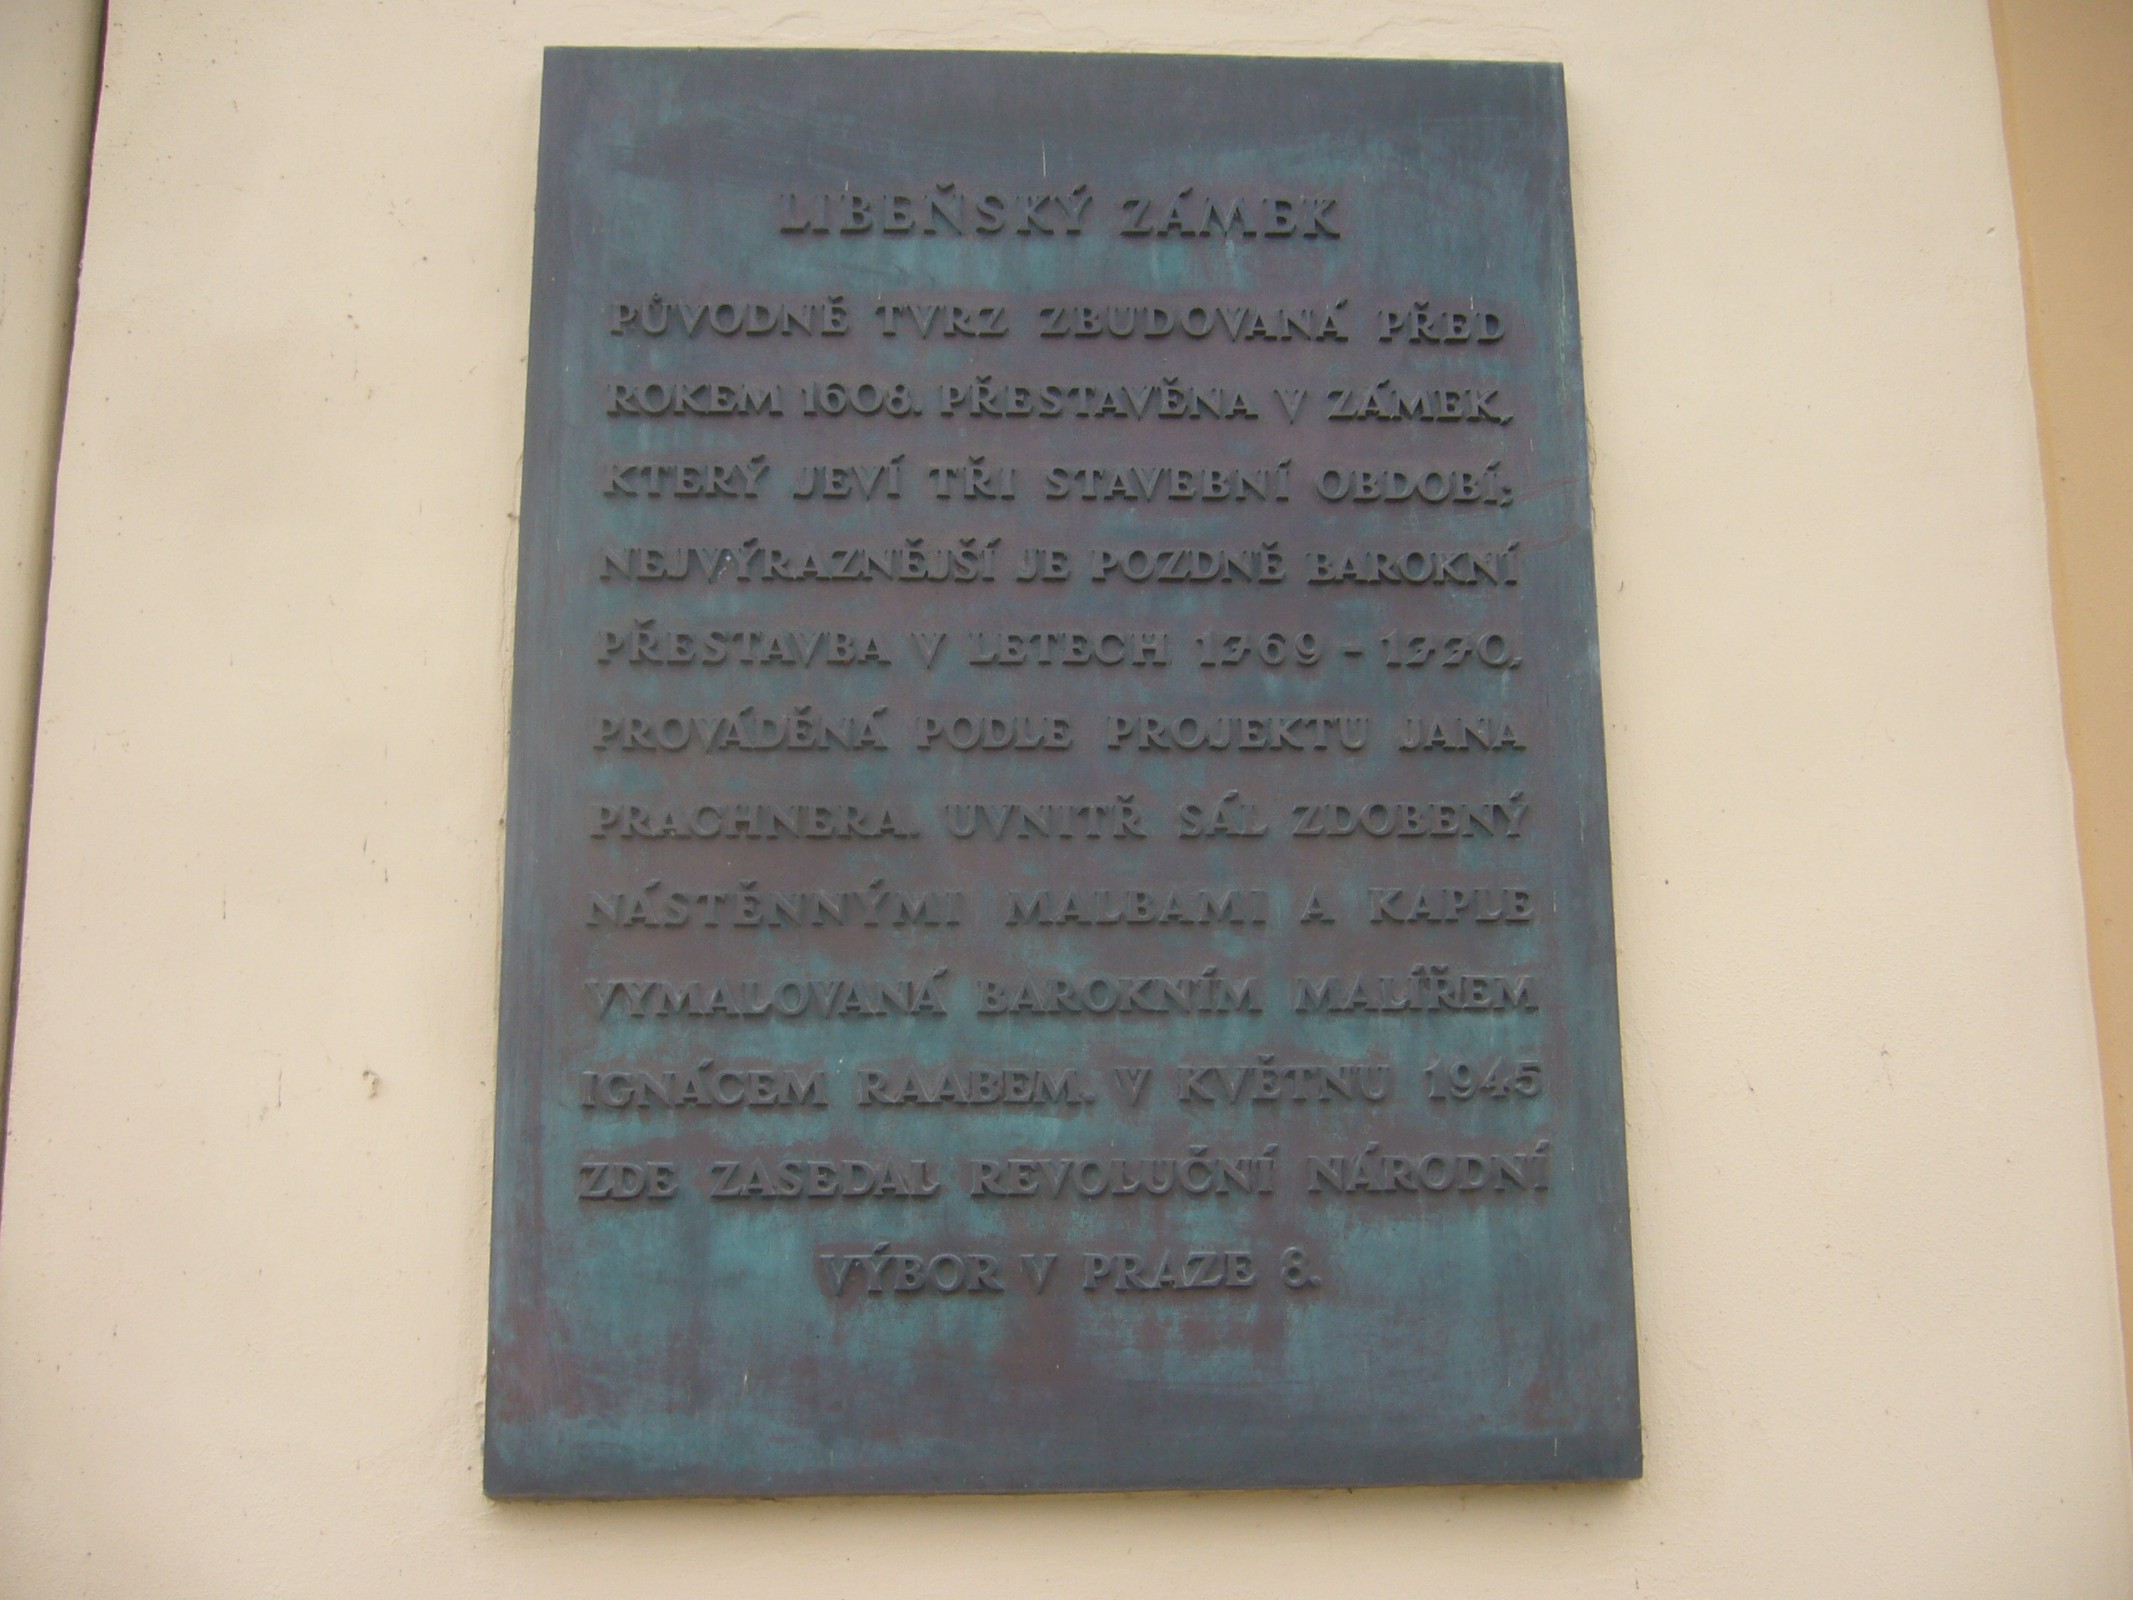 LIBEŇSKÝ ZÁMEK
PŮVODNĚ TVRZ ZBUDOVANÁ PŘED
ROKEM 1608. PŘESTAVĚNA V ZÁMEK,
KTERÝ JEVÍ TŘI STAVEBNÍ OBDOBÍ;
NEJVÝRAZNĚJŠÍ JE POZDNĚ BAROKNÍ
PŘESTAVBA V LETECH 1769 - 1770,
PROVÁDĚNÁ PODLE PROJEKTU JANA
PRACHNERA. UVNITŘ SÁL ZDOBENÝ
NÁSTĚNNÝMI MALBAMI A KAPLE
VYMALOVANÁ BAROKNÍM MALÍŘEM
IGNÁCEM RAABEM. V KVĚTNU 1945
ZDE ZASEDAL REVOLUČNÍ NÁRODNÍ
VÝBOR V PRAZE 8.